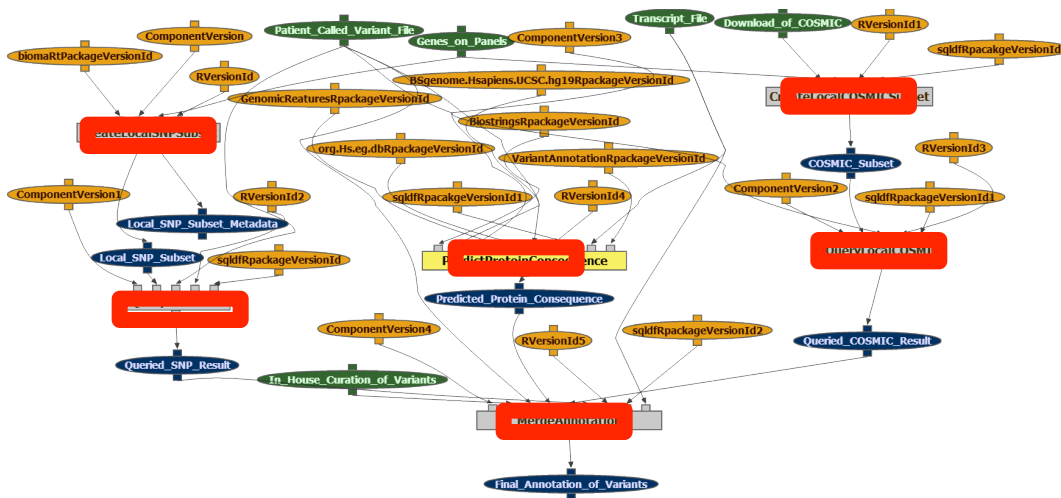 Transcript_File
Download_of_COSMIC
RVersionId1
Patient_Called_Variant_File
ComponentVersion
Genes_on_Panels
ComponentVersion3
sqldfRpacakgeVersionId
biomaRtPackageVersionId
RVersionId
BSgenome.Hsapiens.UCSC.hg19RpackageVersionId
GenomicReaturesRpackageVersionId
BiostringsRpackageVersionId
org.Hs.eg.dbRpackageVersionId
VariantAnnotationRpackageVersionId
RVersionId3
COSMIC_Subset
ComponentVersion1
RVersionId2
sqldfRpacakgeVersionId1
RVersionId4
ComponentVersion2
sqldfRpackageVersionId1
Local_SNP_Subset_Metadata
Local_SNP_Subset
sqldfRpackageVersionId
Predicted_Protein_Consequence
ComponentVersion4
RVersionId5
sqldfRpackageVersionId2
Queried_COSMIC_Result
Queried_SNP_Result
In_House_Curation_of_Variants
Final_Annotation_of_Variants